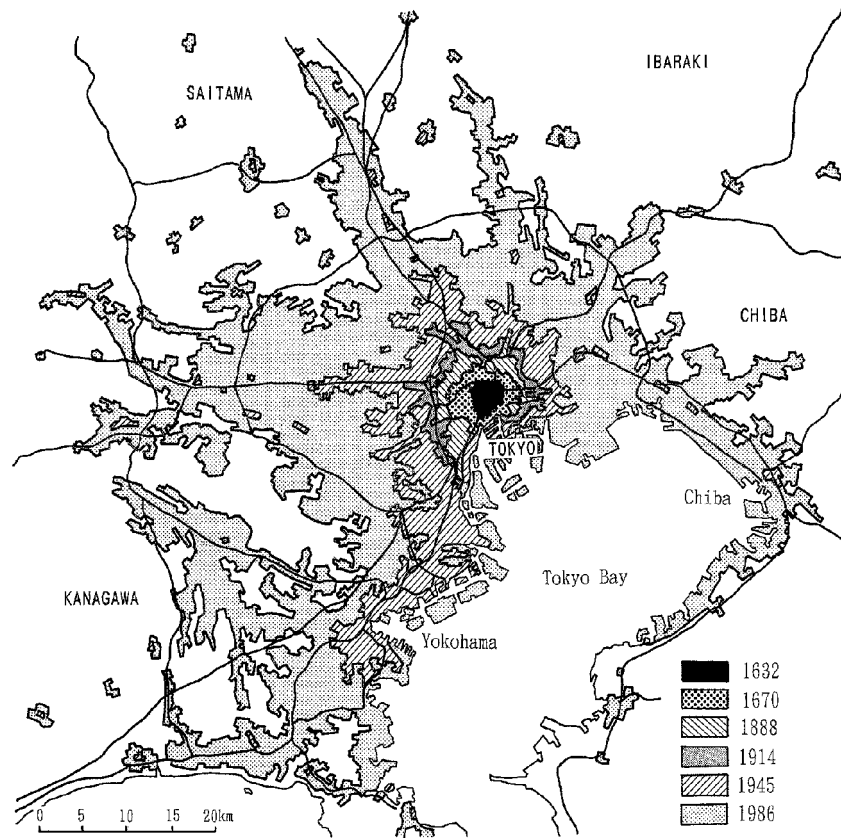 IBARAKI
SAITAMA
CHIBA
TOKYO
Chiba
Tokyo Bay
KANAGAWA
Yokohama
1632
1670
1888
1914
1945
1986
0 5 10 15 20km